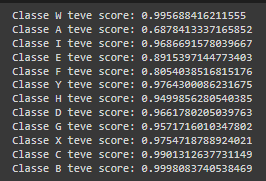 Classe W teve score: 0.995688416211555
Classe A teve score: 0.6878413337165852
Classe I teve score: 0.9686691578039667
Classe E teve score: 0.8915397144773403
Classe F teve score: 0.8054038516815176
Classe Y teve score: 0.9764300086231675
Classe H teve score: 0.9499856280540385
Classe D teve score: 0.9661780205039763
Classe G teve score: 0.9571716010347802
Classe X teve score: 0.9754718788924021
Classe C teve score: 0.9901312637731149
Classe B teve score: 0.9998083740538469